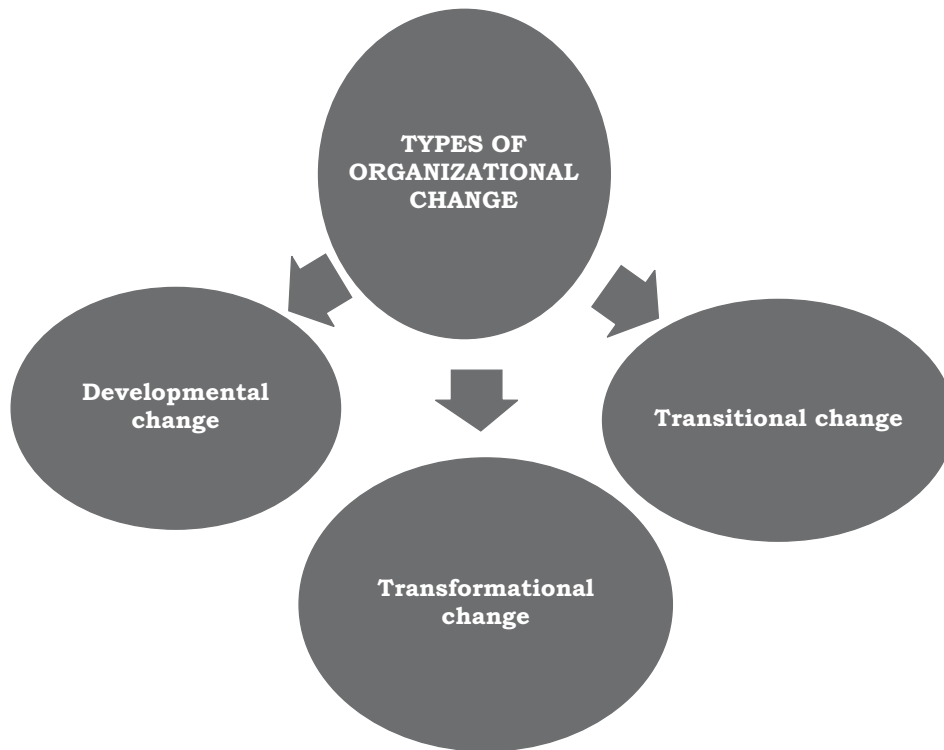 TYPES OF
ORGANIZATIONAL
CHANGE
Developmental
change
Transitional change
Transformational
change